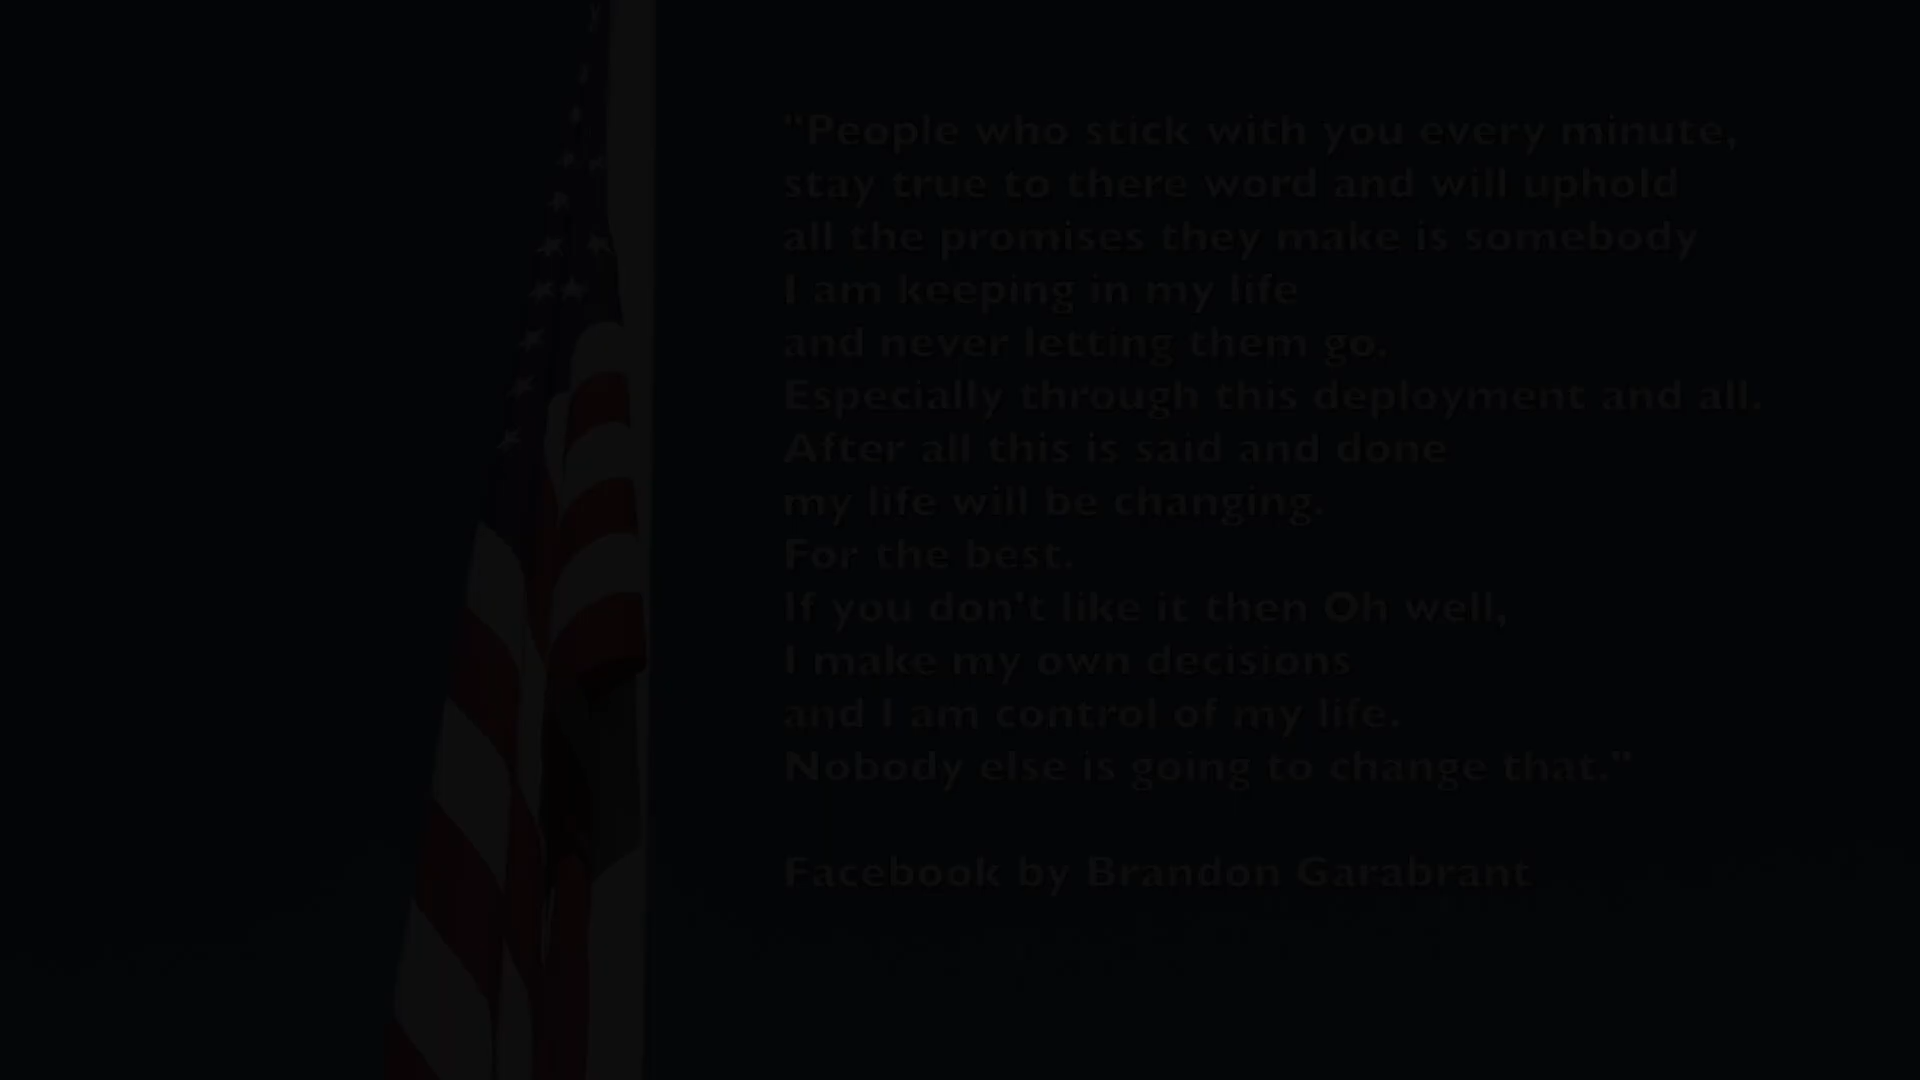 "People who stick with you every minute,
stay true to there word and will uphold
all the promises they make is somebody
I am keeping in my life
and never letting them go.
Especially through this deployment and all.
After all this is said and done
my life will be changing.
For the best.
If you don't like it then Oh well,
I make my own decisions
and I am control of my life.
Nobody else is going to change that."
Facebook by Brandon Garabrant